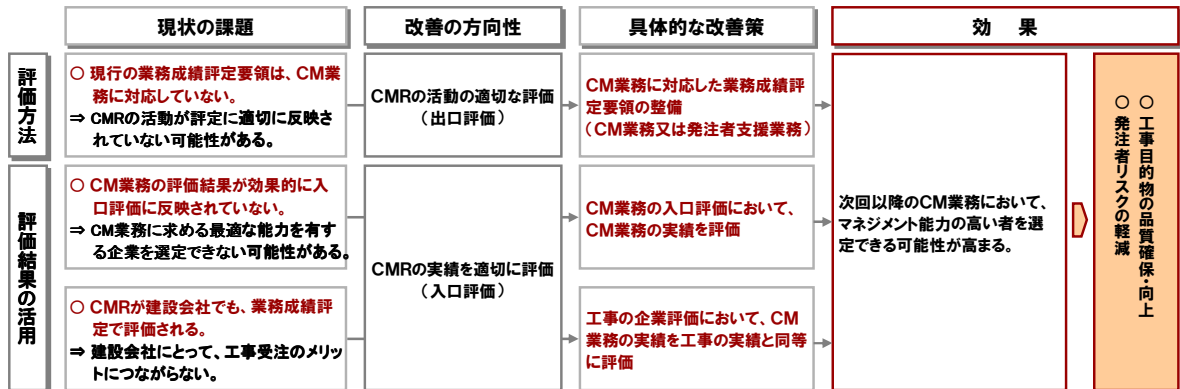 現状の課題
改善の方向性
具体的な改善策
効　果
評価方法
○ 現行の業務成績評定要領は、CM業
務に対応していない。
⇒ CMRの活動が評定に適切に反映さ
れていない可能性がある。
CMRの活動の適切な評価
（出口評価）
CM業務に対応した業務成績評
定要領の整備
（CM業務又は発注者支援業務）
評価結果の活用
○ CM業務の評価結果が効果的に入
口評価に反映されていない。
⇒ CM業務に求める最適な能力を有す
る企業を選定できない可能性がある。
CMRの実績を適切に評価
（入口評価）
CM業務の入口評価において、
CM業務の実績を評価
○ CMRが建設会社でも、業務成績評
定で評価される。
⇒ 建設会社にとって、工事受注のメリッ
トにつながらない。
工事の企業評価において、CM
業務の実績を工事の実績と同等
に評価
次回以降のCM業務において、
マネジメント能力の高い者を選
定できる可能性が高まる。
○ 工事目的物の品質確保・向上
○ 発注者リスクの軽減